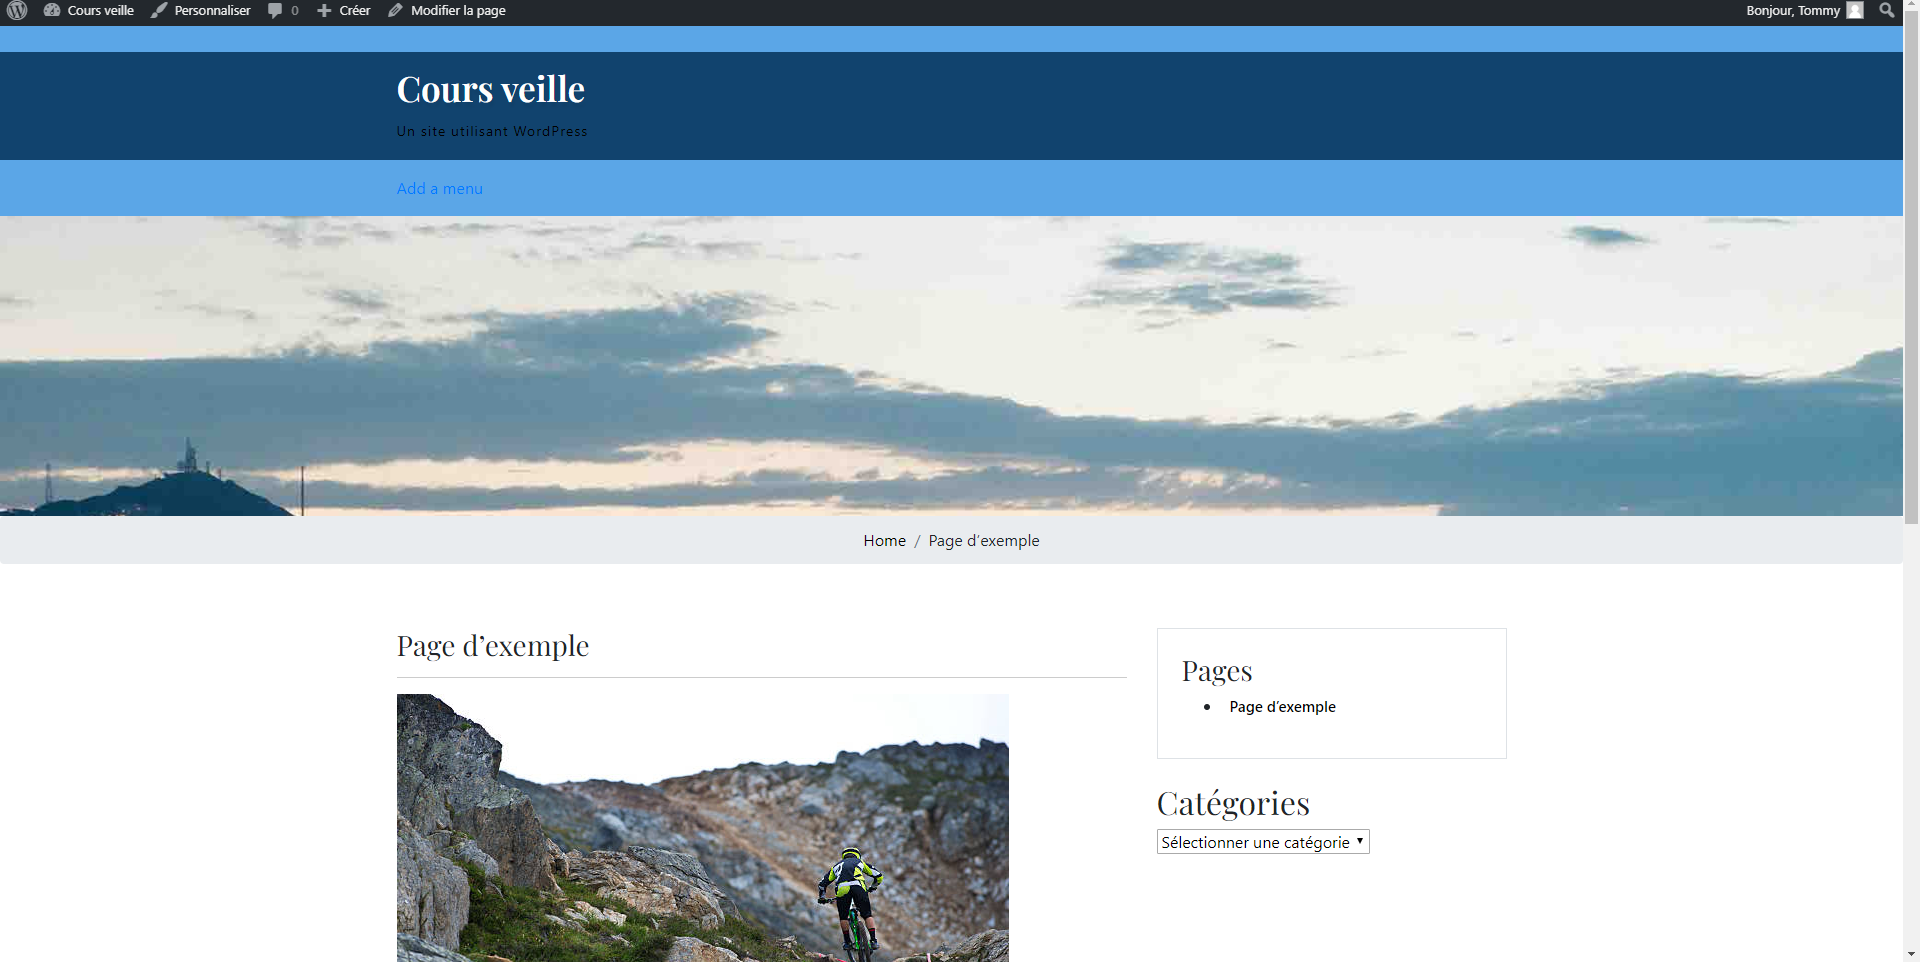 Cours veille Personnaliser 0 Créer Modifier la page Bonjour, Tommy
Cours veille
Un site utilisant WordPress
Add a menu
Home / Page d’exemple
Page d’exemple
Pages
• Page d’exemple
Catégories
Sélectionner une catégorie